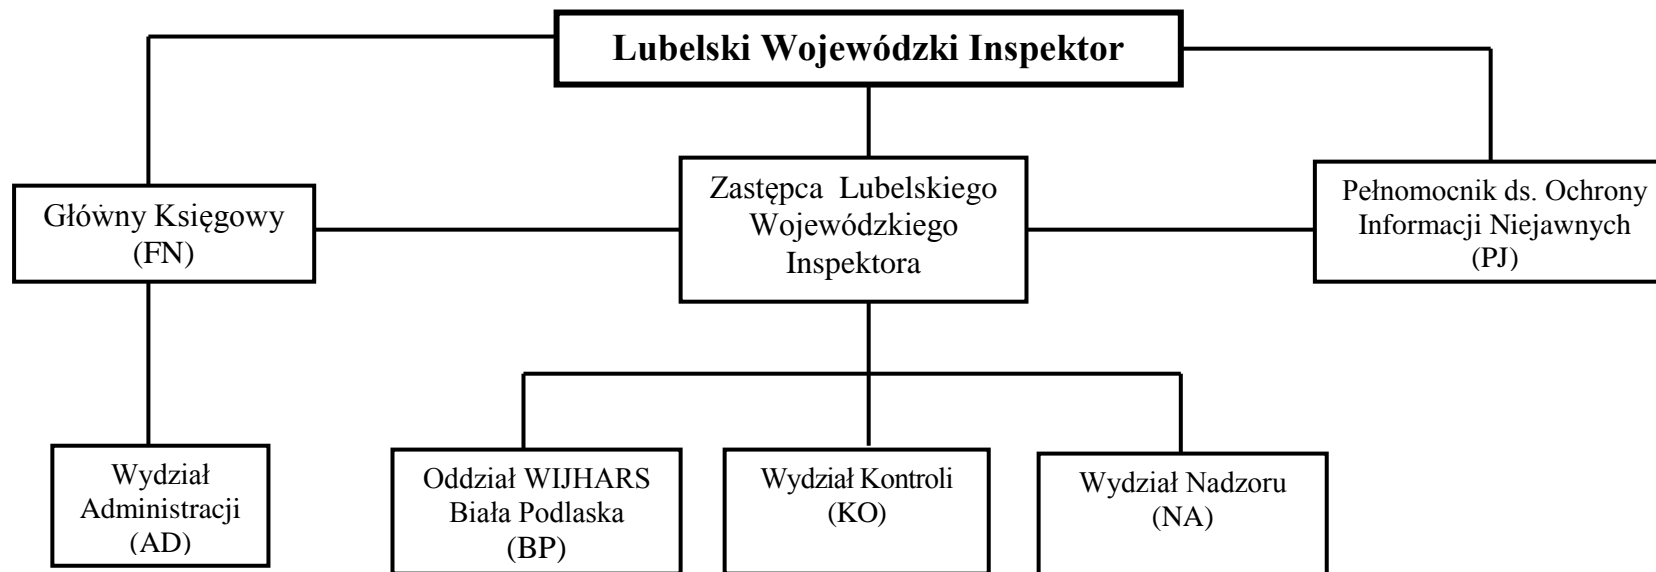 Lubelski Wojewódzki Inspektor
Główny Księgowy
(FN)
Zastępca Lubelskiego
Wojewódzkiego
Inspektora
Pełnomocnik ds. Ochrony
Informacji Niejawnych
(PJ)
Wydział
Administracji
(AD)
Oddział WIJHARS
Biała Podlaska
(BP)
Wydział Kontroli
(KO)
Wydział Nadzoru
(NA)